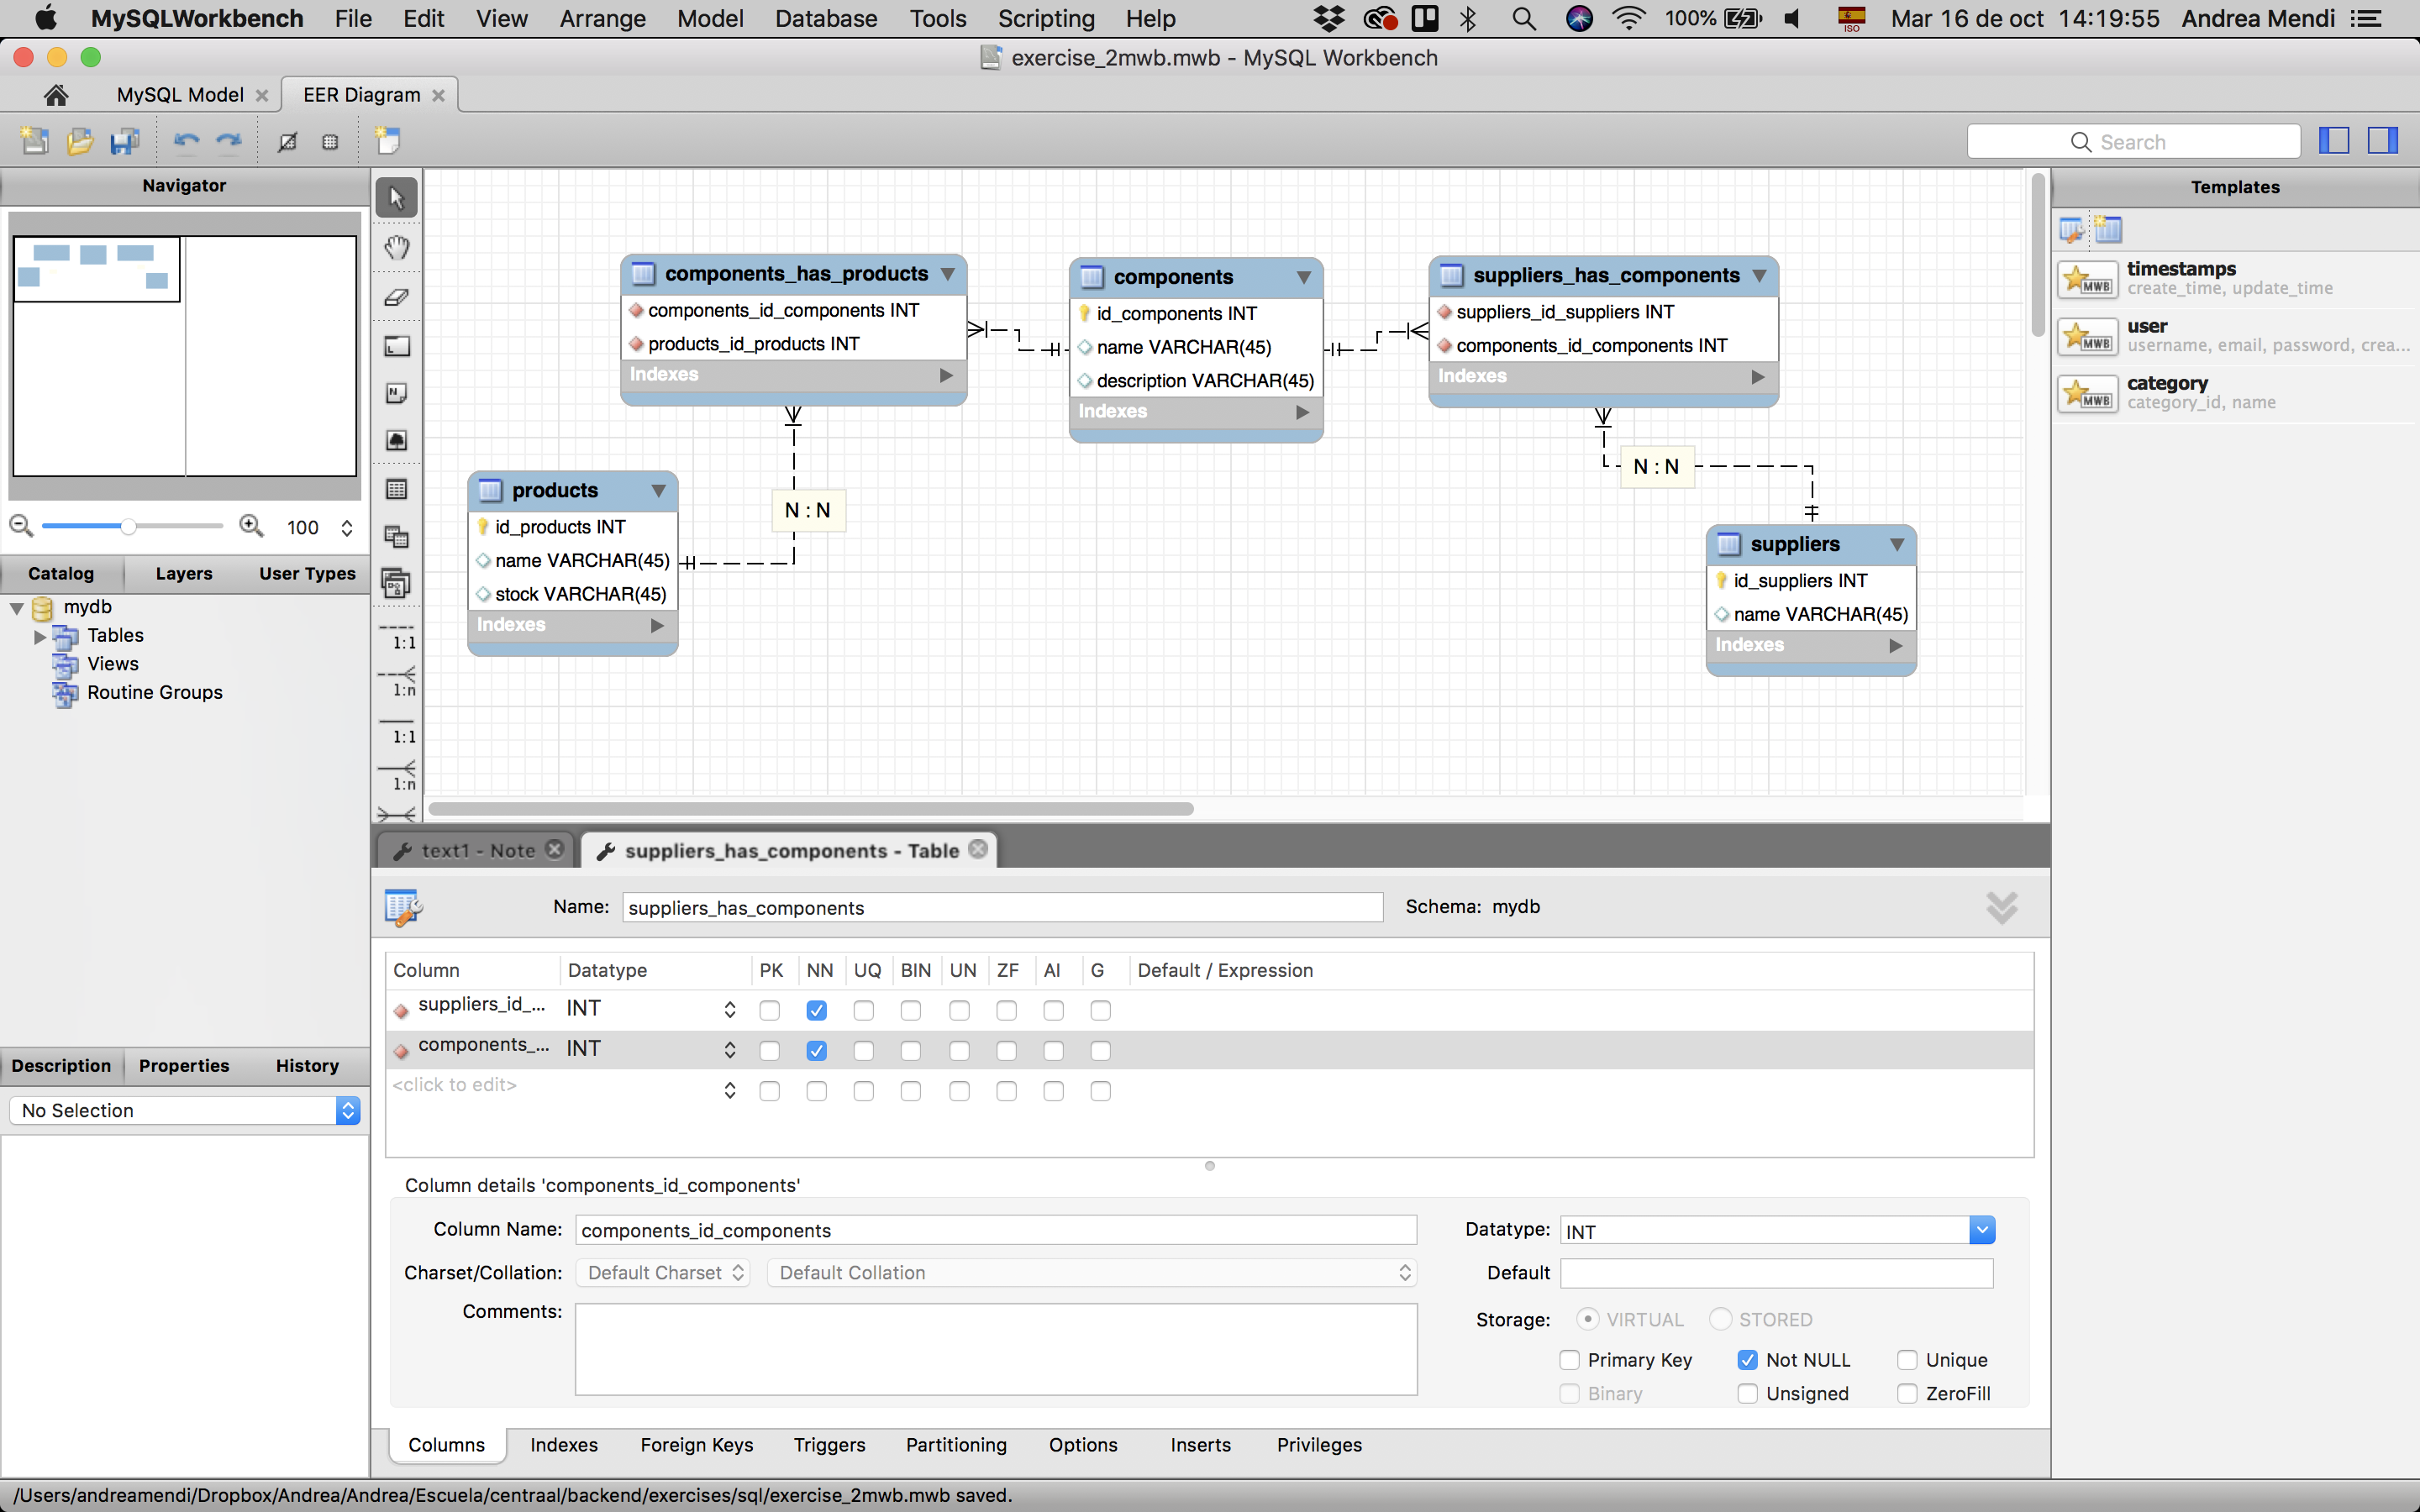 MySQLWorkbench File Edit View Arrange Model Database Tools Scripting Help 100% ISO Mar 16 de oct 14:19:55 Andrea Mendi
exercise_2mwb.mwb - MySQL Workbench
MySQL Model EER Diagram
Search
Navigator
100
Catalog Layers User Types
mydb
Tables
Views
Routine Groups
Description Properties History
No Selection
1:1
1:n
1:1
1:n
components_has_products
components_id_components INT
products_id_products INT
Indexes
components
id_components INT
name VARCHAR(45)
description VARCHAR(45)
Indexes
suppliers_has_components
suppliers_id_suppliers INT
components_id_components INT
Indexes
N : N
N : N
products
id_products INT
name VARCHAR(45)
stock VARCHAR(45)
Indexes
suppliers
id_suppliers INT
name VARCHAR(45)
Indexes
Templates
MWB
timestamps
create_time, update_time
MWB
user
username, email, password, crea...
MWB
category
category_id, name
text1 - Note suppliers_has_components - Table
Name: suppliers_has_components Schema: mydb
Column Datatype PK NN UQ BIN UN ZF AI G Default / Expression
suppliers_id_... INT
components_... INT
<click to edit>
Column details 'components_id_components'
Column Name: components_id_components Datatype: INT
Charset/Collation: Default Charset Default Collation Default
Comments: Storage: VIRTUAL STORED
Primary Key Not NULL Unique
Binary Unsigned ZeroFill
Columns Indexes Foreign Keys Triggers Partitioning Options Inserts Privileges
/Users/andreamendi/Dropbox/Andrea/Andrea/Escuela/centraal/backend/exercises/sql/exercise_2mwb.mwb saved.